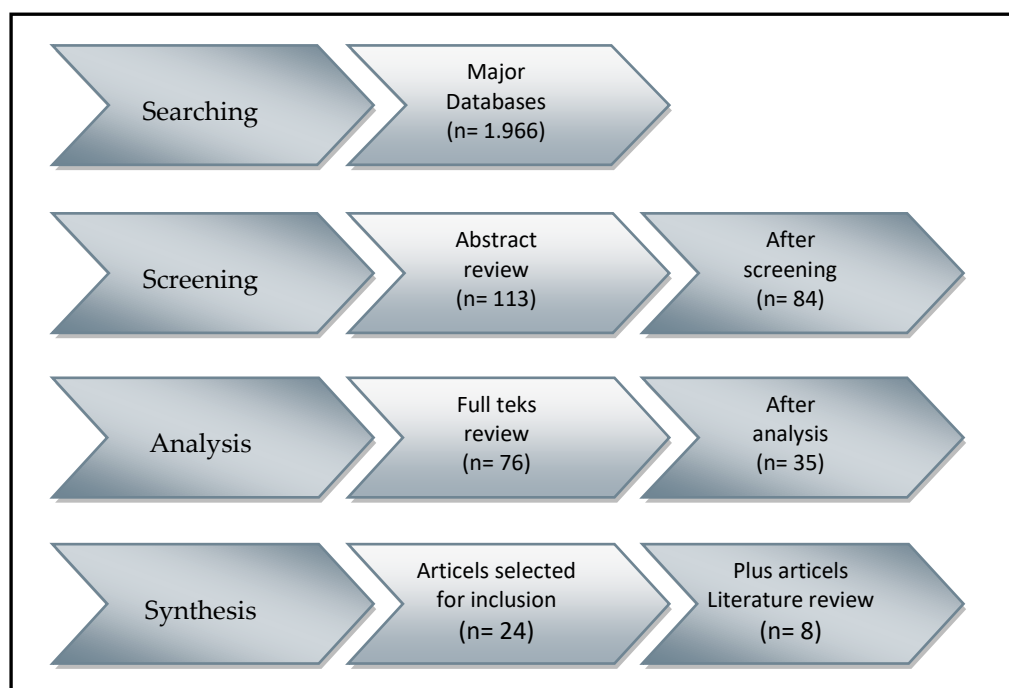 Searching
Major
Databases
(n= 1.966)
Screening
Abstract
review
(n= 113)
After
screening
(n= 84)
Analysis
Full teks
review
(n= 76)
After
analysis
(n= 35)
Synthesis
Articels selected
for inclusion
(n= 24)
Plus articels
Literature review
(n= 8)